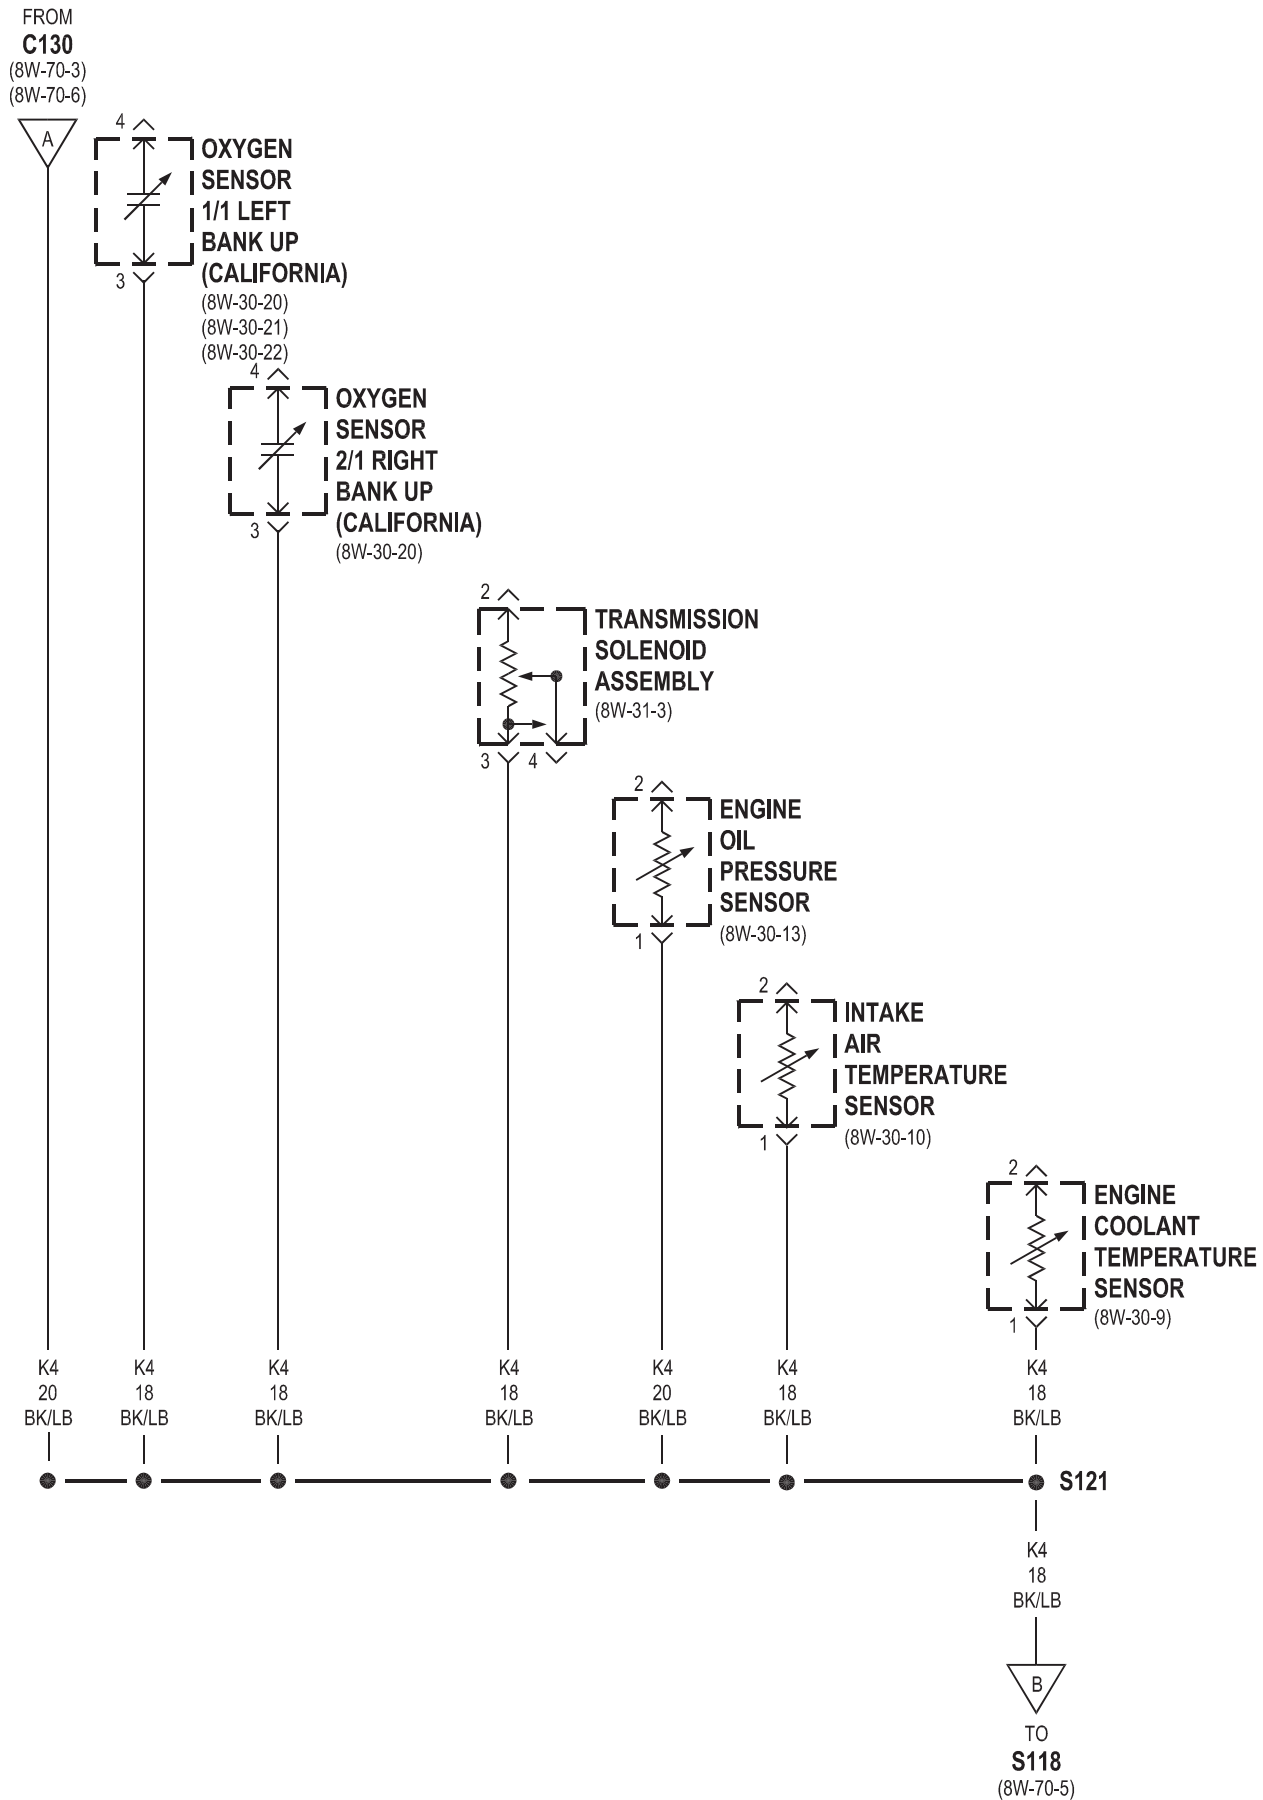 FROM
C130
(8W-70-3)
(8W-70-6)
A
4
OXYGEN
SENSOR
1/1 LEFT
BANK UP
(CALIFORNIA)
(8W-30-20)
(8W-30-21)
(8W-30-22)
3
4
OXYGEN
SENSOR
2/1 RIGHT
BANK UP
(CALIFORNIA)
(8W-30-20)
3
2
TRANSMISSION
SOLENOID
ASSEMBLY
(8W-31-3)
3 4
2
ENGINE
OIL
PRESSURE
SENSOR
(8W-30-13)
1
2
INTAKE
AIR
TEMPERATURE
SENSOR
(8W-30-10)
1
2
ENGINE
COOLANT
TEMPERATURE
SENSOR
(8W-30-9)
1
K4 K4 K4 K4 K4 K4 K4
20 18 18 18 20 18 18
BK/LB BK/LB BK/LB BK/LB BK/LB BK/LB BK/LB
S121
K4
18
BK/LB
B
TO
S118
(8W-70-5)